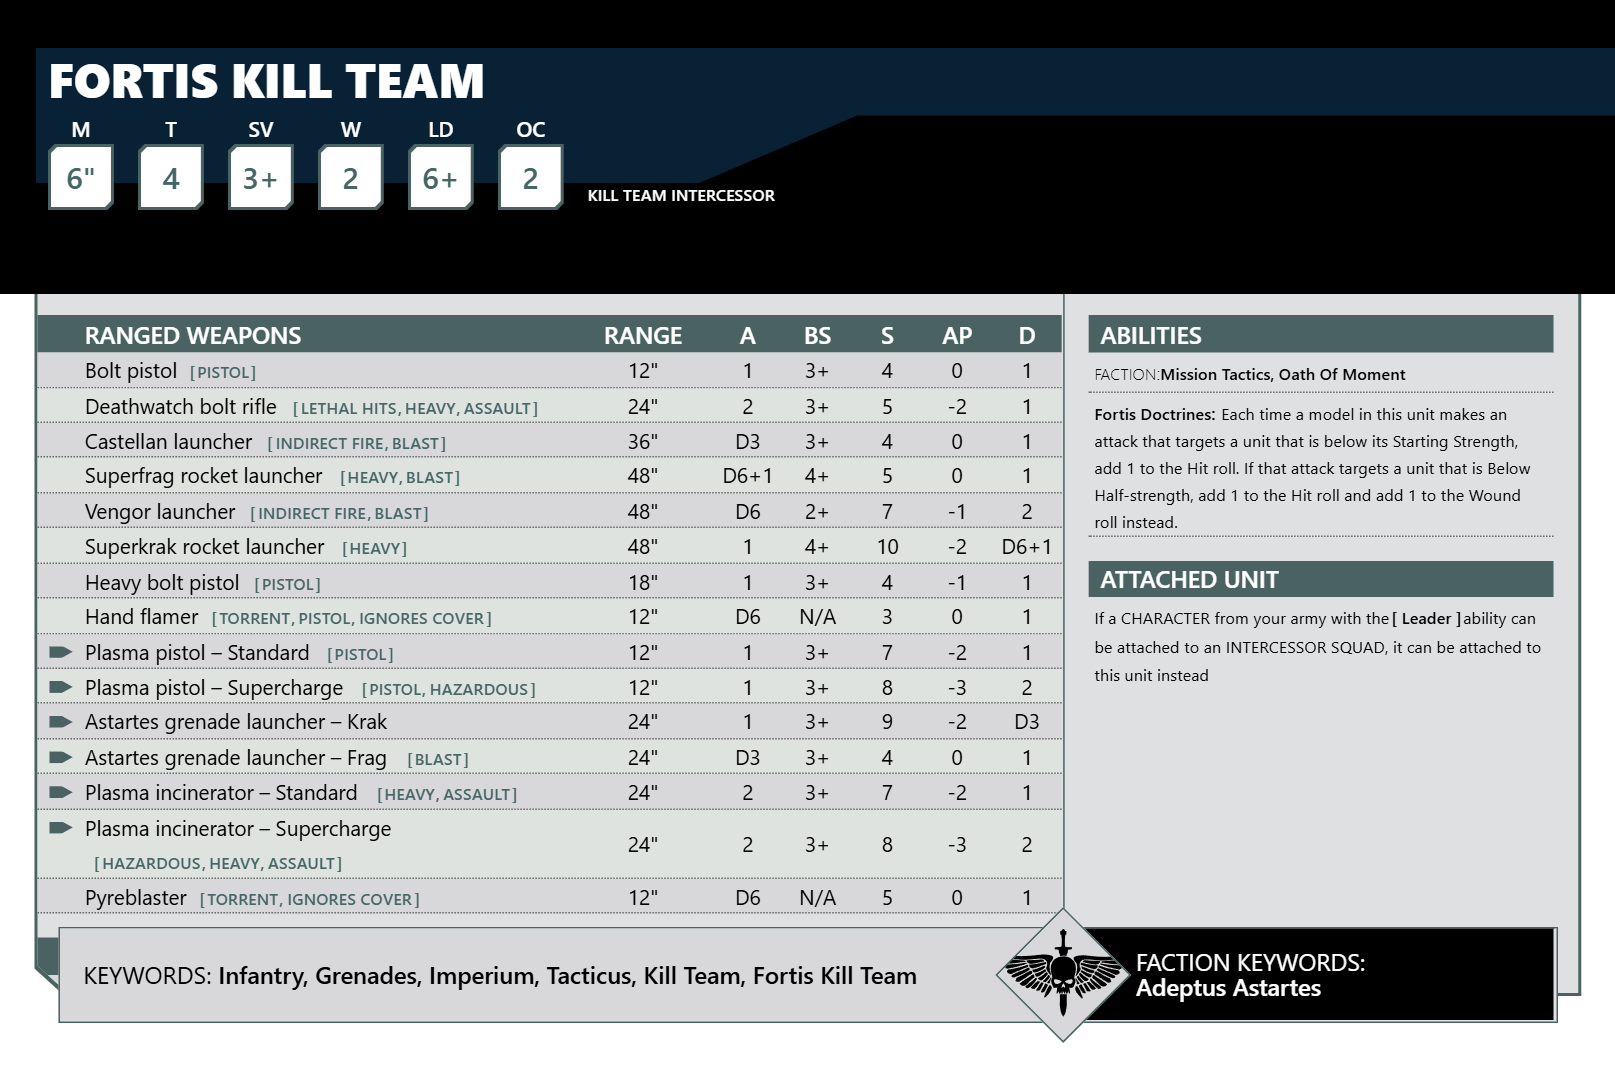 FORTIS KILL TEAM
M T SV W LD OC
6" 4 3+ 2 6+ 2
KILL TEAM INTERCESSOR
RANGED WEAPONS RANGE A BS S AP D
Bolt pistol [PISTOL] 12" 1 3+ 4 0 1
Deathwatch bolt rifle [LETHAL HITS, HEAVY, ASSAULT] 24" 2 3+ 5 -2 1
Castellan launcher [INDIRECT FIRE, BLAST] 36" D3 3+ 4 0 1
Superfrag rocket launcher [HEAVY, BLAST] 48" D6+1 4+ 5 0 1
Vengor launcher [INDIRECT FIRE, BLAST] 48" D6 2+ 7 -1 2
Superkrak rocket launcher [HEAVY] 48" 1 4+ 10 -2 D6+1
Heavy bolt pistol [PISTOL] 18" 1 3+ 4 -1 1
Hand flamer [TORRENT, PISTOL, IGNORES COVER] 12" D6 N/A 3 0 1
Plasma pistol – Standard [PISTOL] 12" 1 3+ 7 -2 1
Plasma pistol – Supercharge [PISTOL, HAZARDOUS] 12" 1 3+ 8 -3 2
Astartes grenade launcher – Krak 24" 1 3+ 9 -2 D3
Astartes grenade launcher – Frag [BLAST] 24" D3 3+ 4 0 1
Plasma incinerator – Standard [HEAVY, ASSAULT] 24" 2 3+ 7 -2 1
Plasma incinerator – Supercharge
[HAZARDOUS, HEAVY, ASSAULT] 24" 2 3+ 8 -3 2
Pyreblaster [TORRENT, IGNORES COVER] 12" D6 N/A 5 0 1
ABILITIES
FACTION:Mission Tactics, Oath Of Moment
Fortis Doctrines: Each time a model in this unit makes an
attack that targets a unit that is below its Starting Strength,
add 1 to the Hit roll. If that attack targets a unit that is Below
Half-strength, add 1 to the Hit roll and add 1 to the Wound
roll instead.
ATTACHED UNIT
If a CHARACTER from your army with the[ Leader ]ability can
be attached to an INTERCESSOR SQUAD, it can be attached to
this unit instead
KEYWORDS: Infantry, Grenades, Imperium, Tacticus, Kill Team, Fortis Kill Team
FACTION KEYWORDS:
Adeptus Astartes